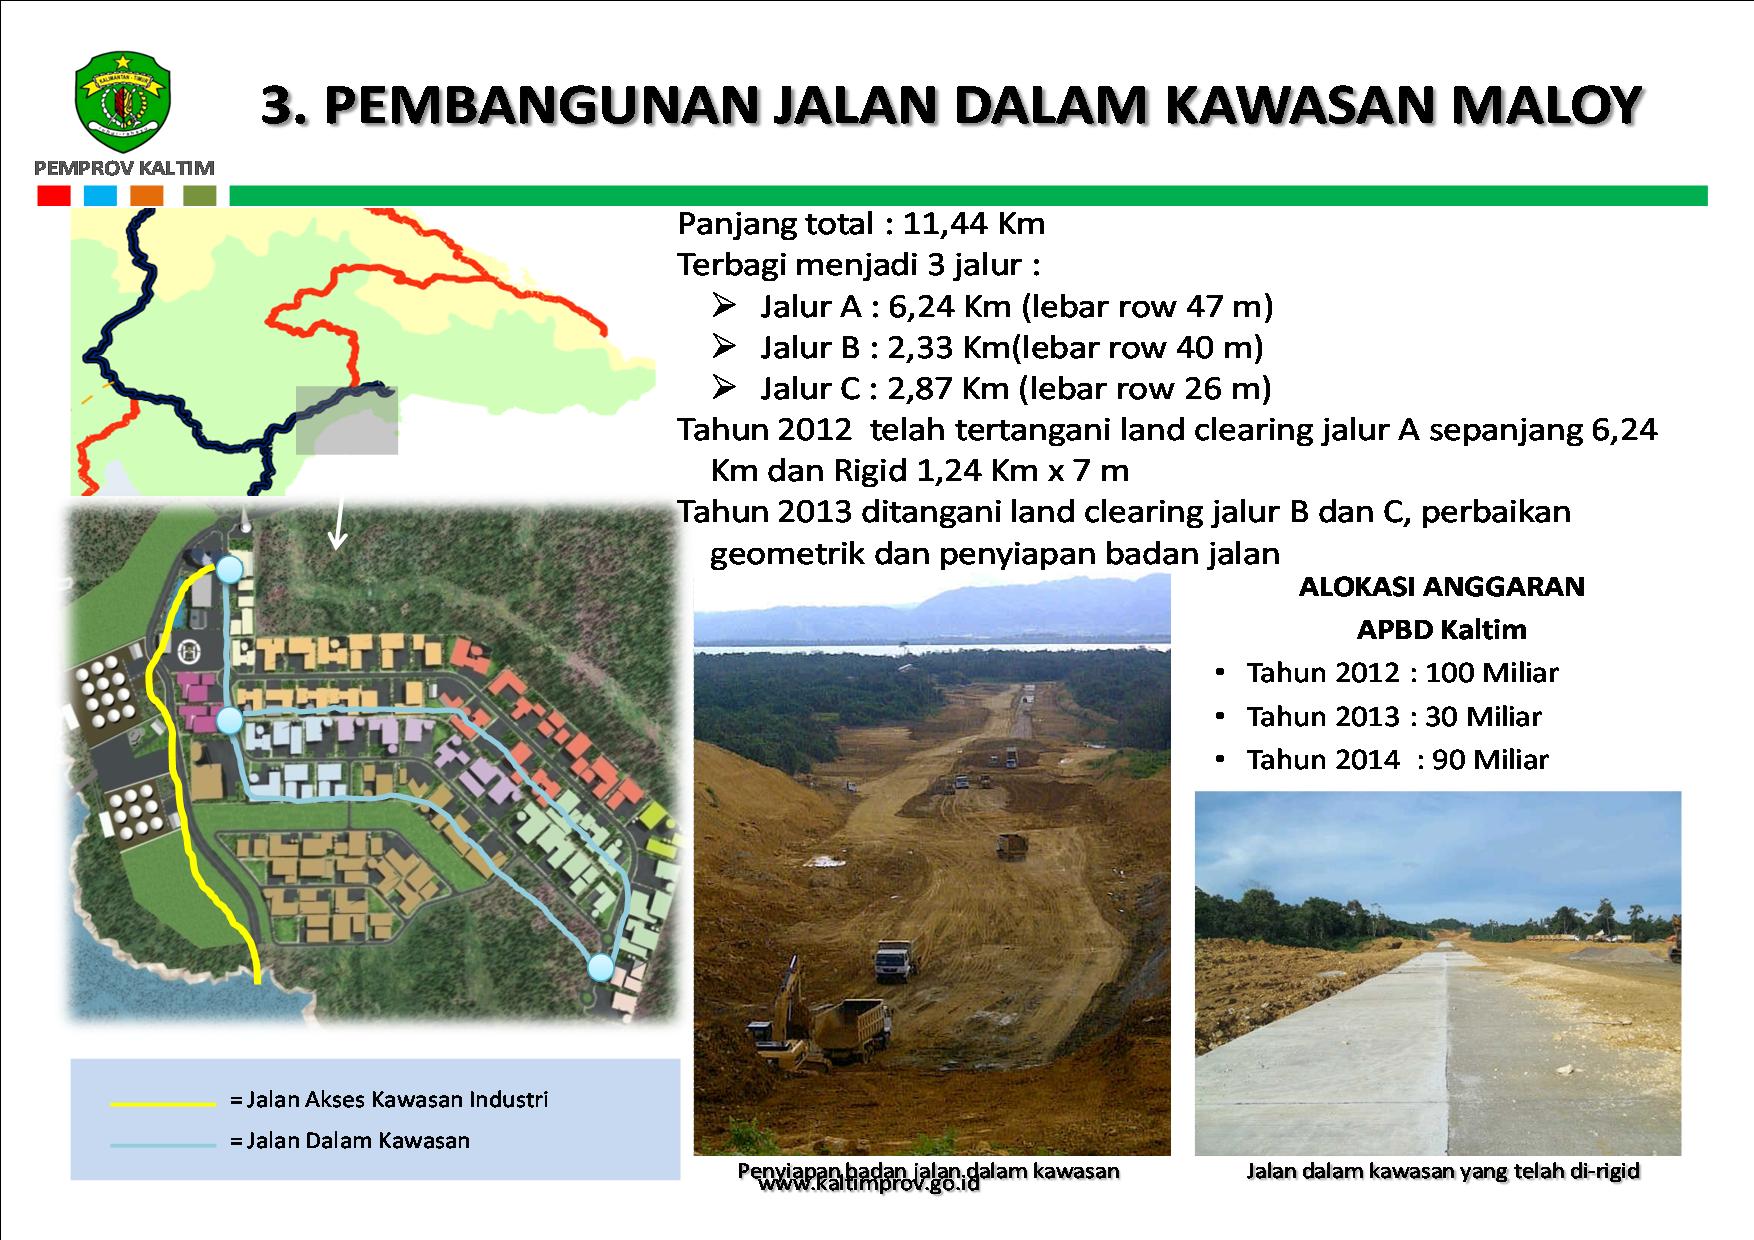 KALIMANTAN - TIMUR
3. PEMBANGUNAN JALAN DALAM KAWASAN MALOY
PEMPROV KALTIM
Panjang total : 11,44 Km
Terbagi menjadi 3 jalur :
➢ Jalur A : 6,24 Km (lebar row 47 m)
➢ Jalur B : 2,33 Km(lebar row 40 m)
➢ Jalur C : 2,87 Km (lebar row 26 m)
Tahun 2012  telah tertangani land clearing jalur A sepanjang 6,24
Km dan Rigid 1,24 Km x 7 m
Tahun 2013 ditangani land clearing jalur B dan C, perbaikan
geometrik dan penyiapan badan jalan
ALOKASI ANGGARAN
APBD Kaltim
• Tahun 2012 : 100 Miliar
• Tahun 2013 : 30 Miliar
• Tahun 2014  : 90 Miliar
= Jalan Akses Kawasan Industri
= Jalan Dalam Kawasan
Penyiapan badan jalan dalam kawasan
www.kaltimprov.go.id
Jalan dalam kawasan yang telah di-rigid